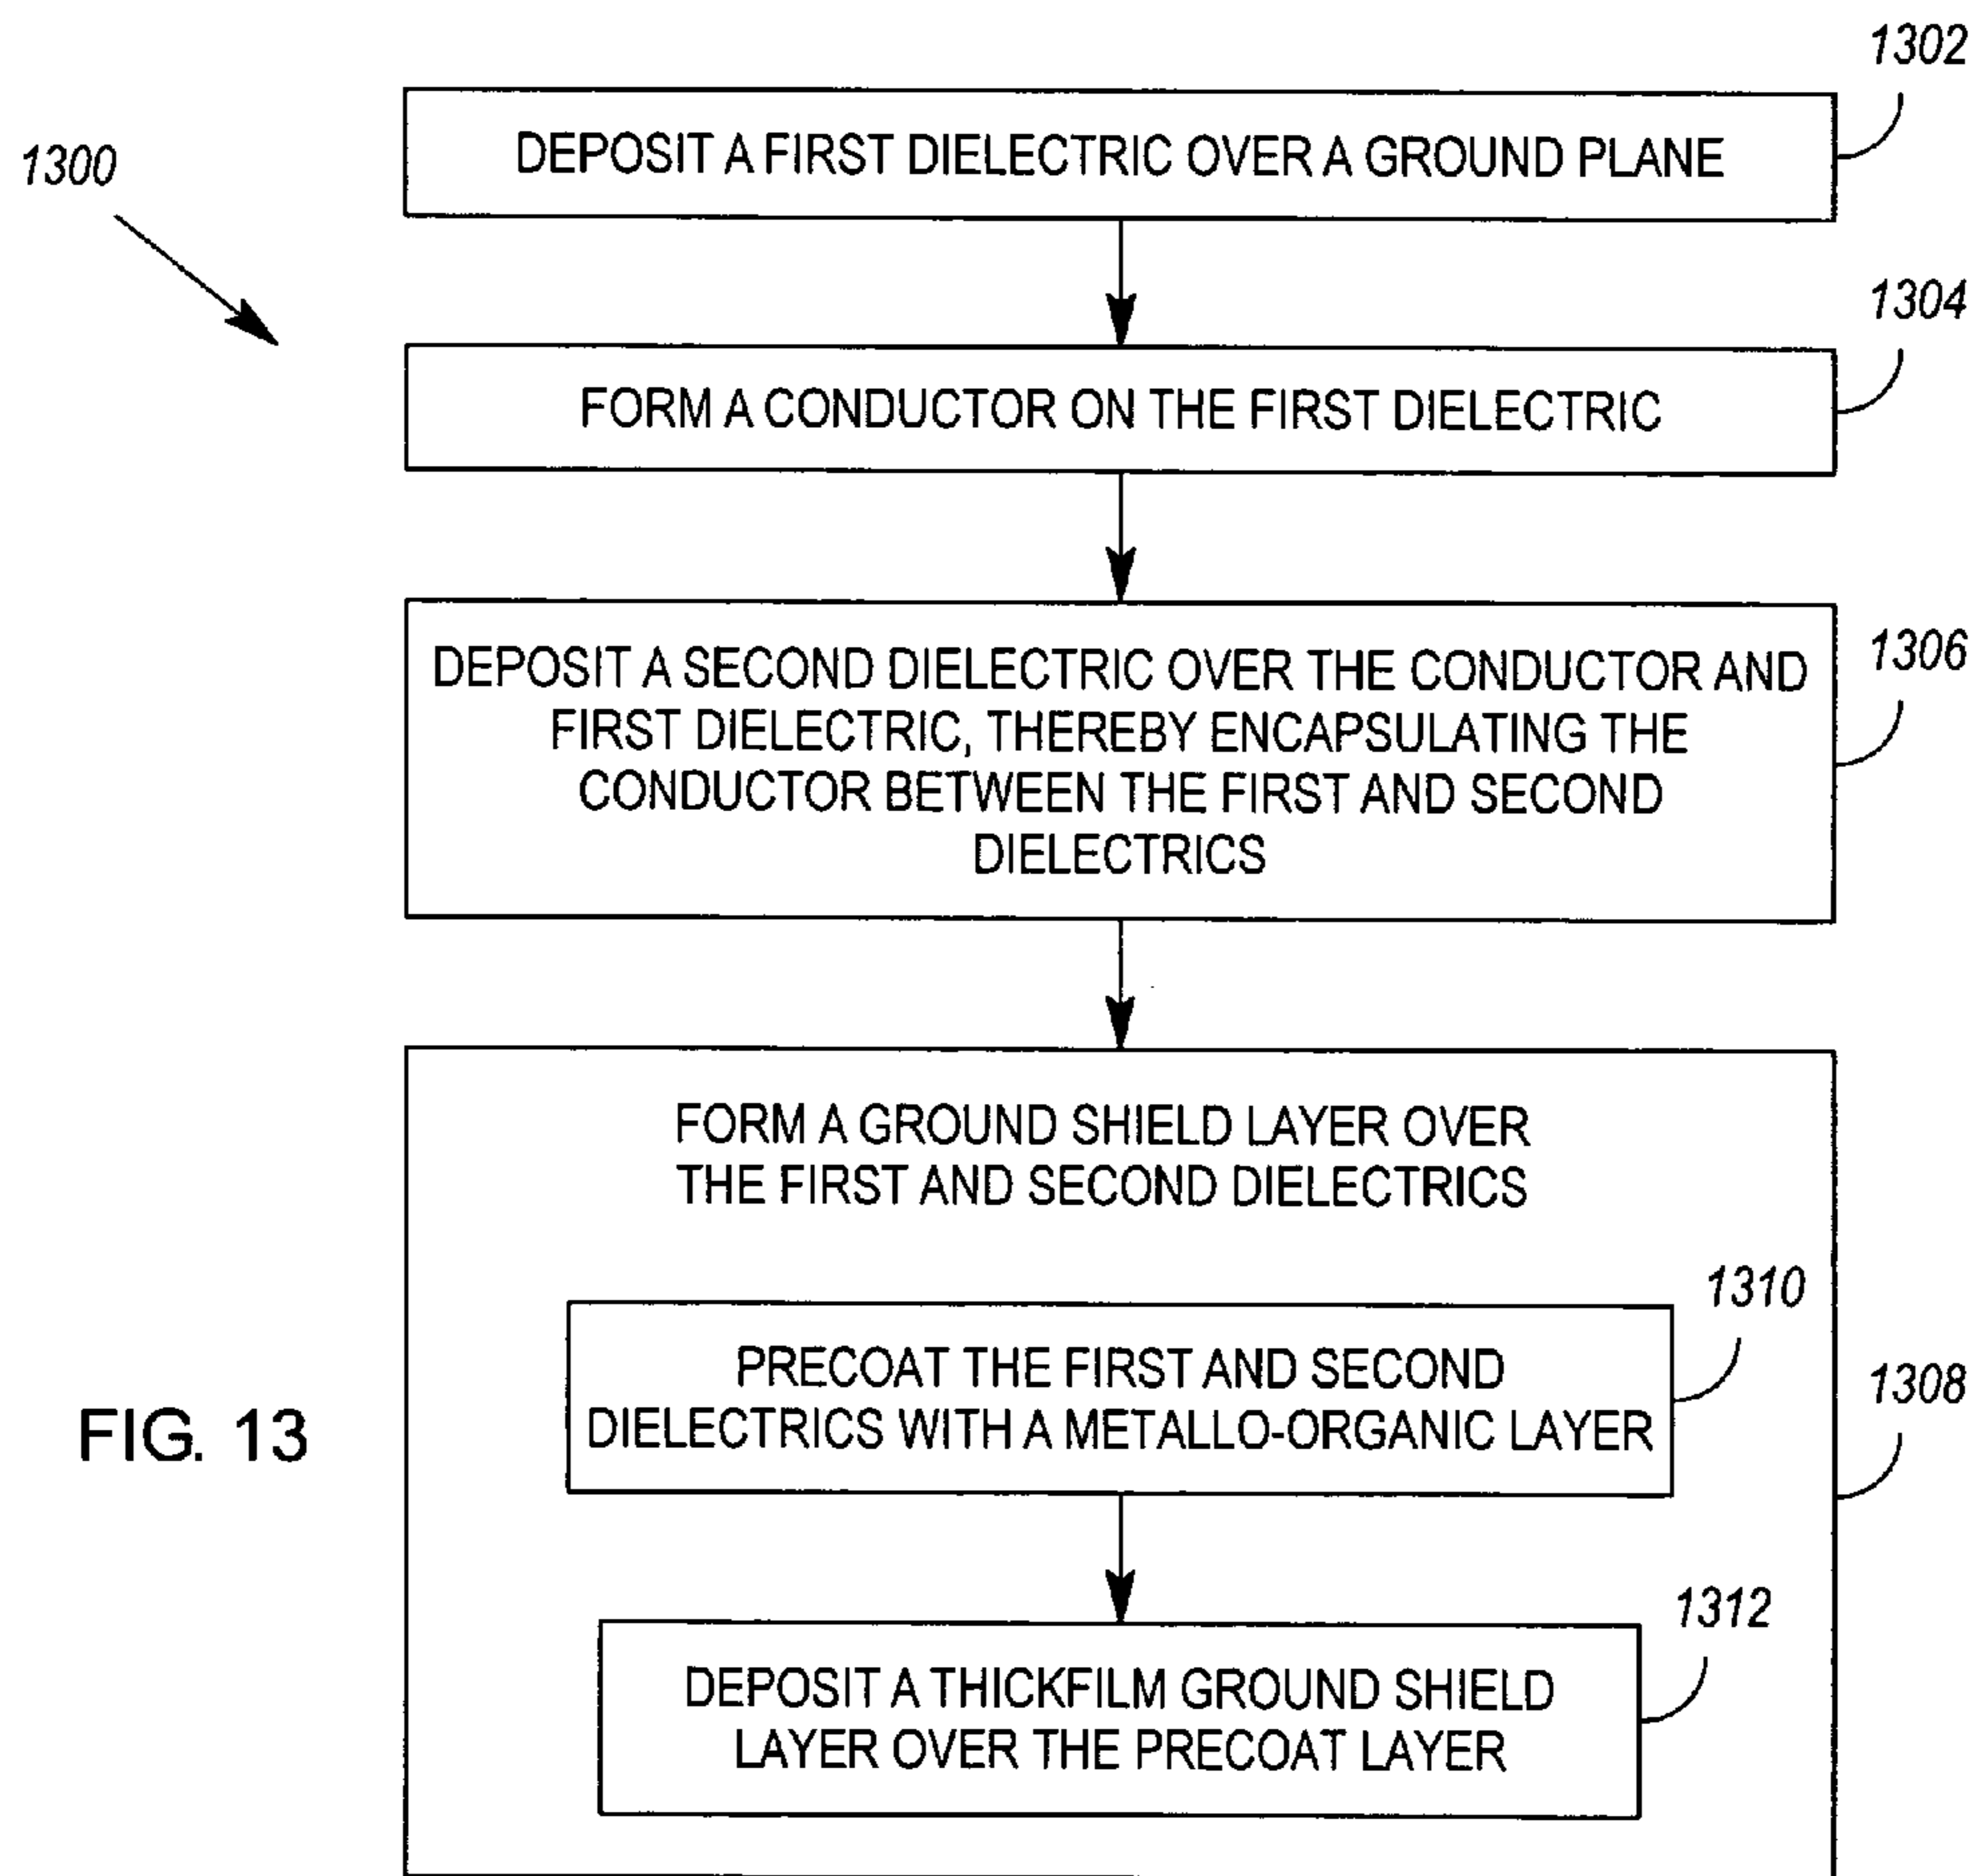 1302
1300
DEPOSIT A FIRST DIELECTRIC OVER A GROUND PLANE
1304
FORM A CONDUCTOR ON THE FIRST DIELECTRIC
1306
DEPOSIT A SECOND DIELECTRIC OVER THE CONDUCTOR AND
FIRST DIELECTRIC, THEREBY ENCAPSULATING THE
CONDUCTOR BETWEEN THE FIRST AND SECOND
DIELECTRICS
FORM A GROUND SHIELD LAYER OVER
THE FIRST AND SECOND DIELECTRICS
1310
PRECOAT THE FIRST AND SECOND
DIELECTRICS WITH A METALLO-ORGANIC LAYER
1308
FIG. 13
1312
DEPOSIT A THICKFILM GROUND SHIELD
LAYER OVER THE PRECOAT LAYER